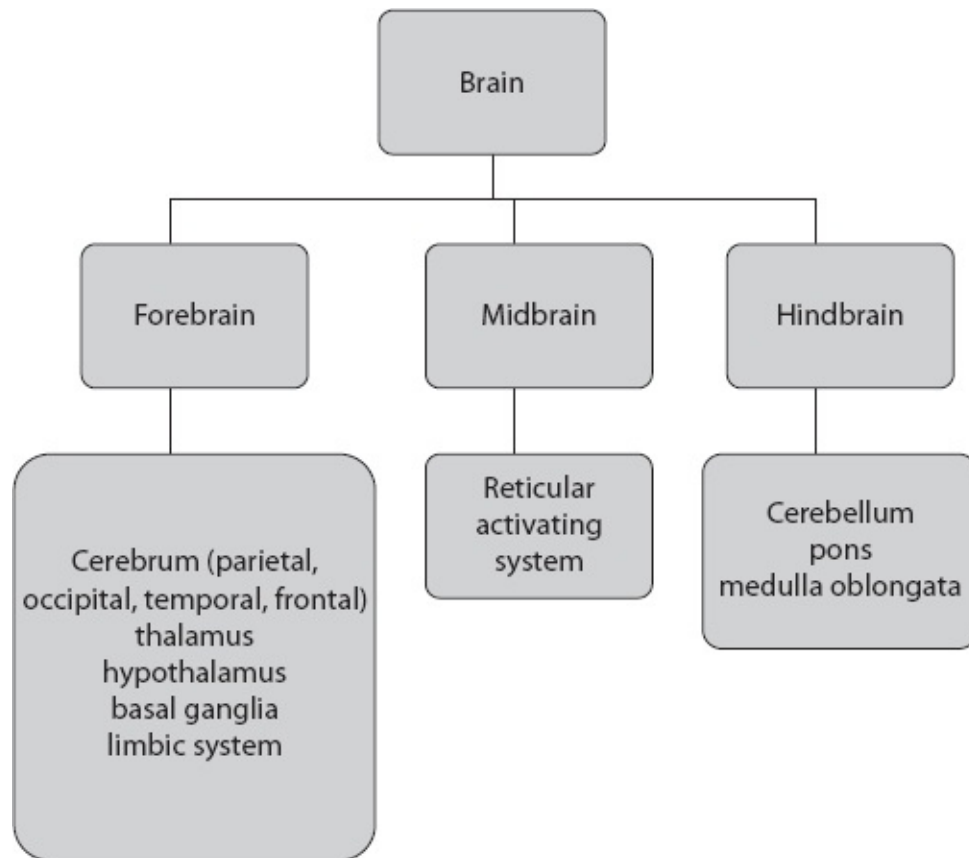 Brain
Forebrain
Midbrain
Hindbrain
Cerebrum (parietal,
occipital, temporal, frontal)
thalamus
hypothalamus
basal ganglia
limbic system
Reticular
activating
system
Cerebellum
pons
medulla oblongata